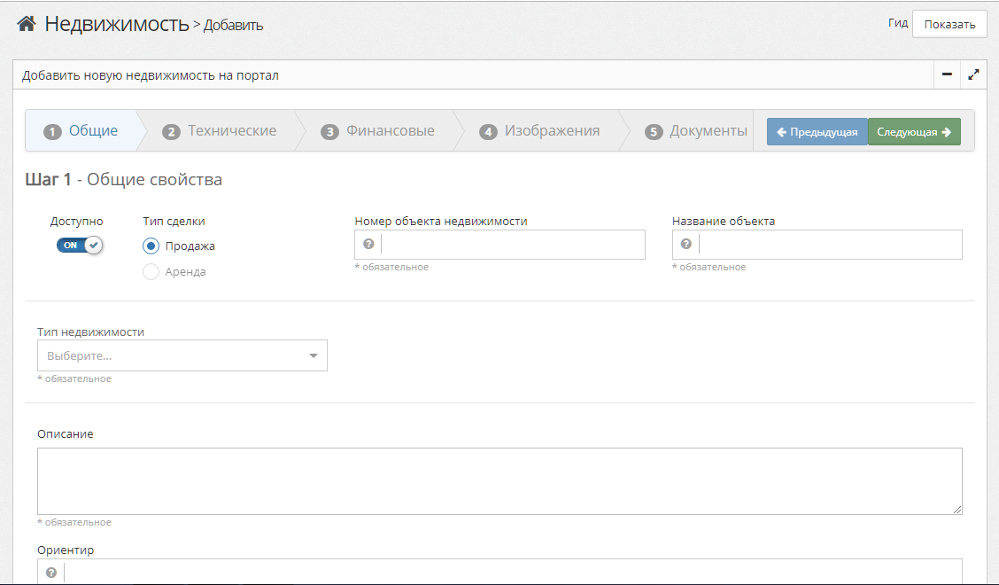 Недвижимость > Добавить
Гид Показать
Добавить новую недвижимость на портал
1 Общие 2 Технические 3 Финансовые 4 Изображения 5 Документы Предыдущая Следующая
Шаг 1 - Общие свойства
Доступно Тип сделки Номер объекта недвижимости Название объекта
ON Продажа
* обязательное * обязательное
Аренда
Тип недвижимости
Выберите...
* обязательное
Описание
* обязательное
Ориентир